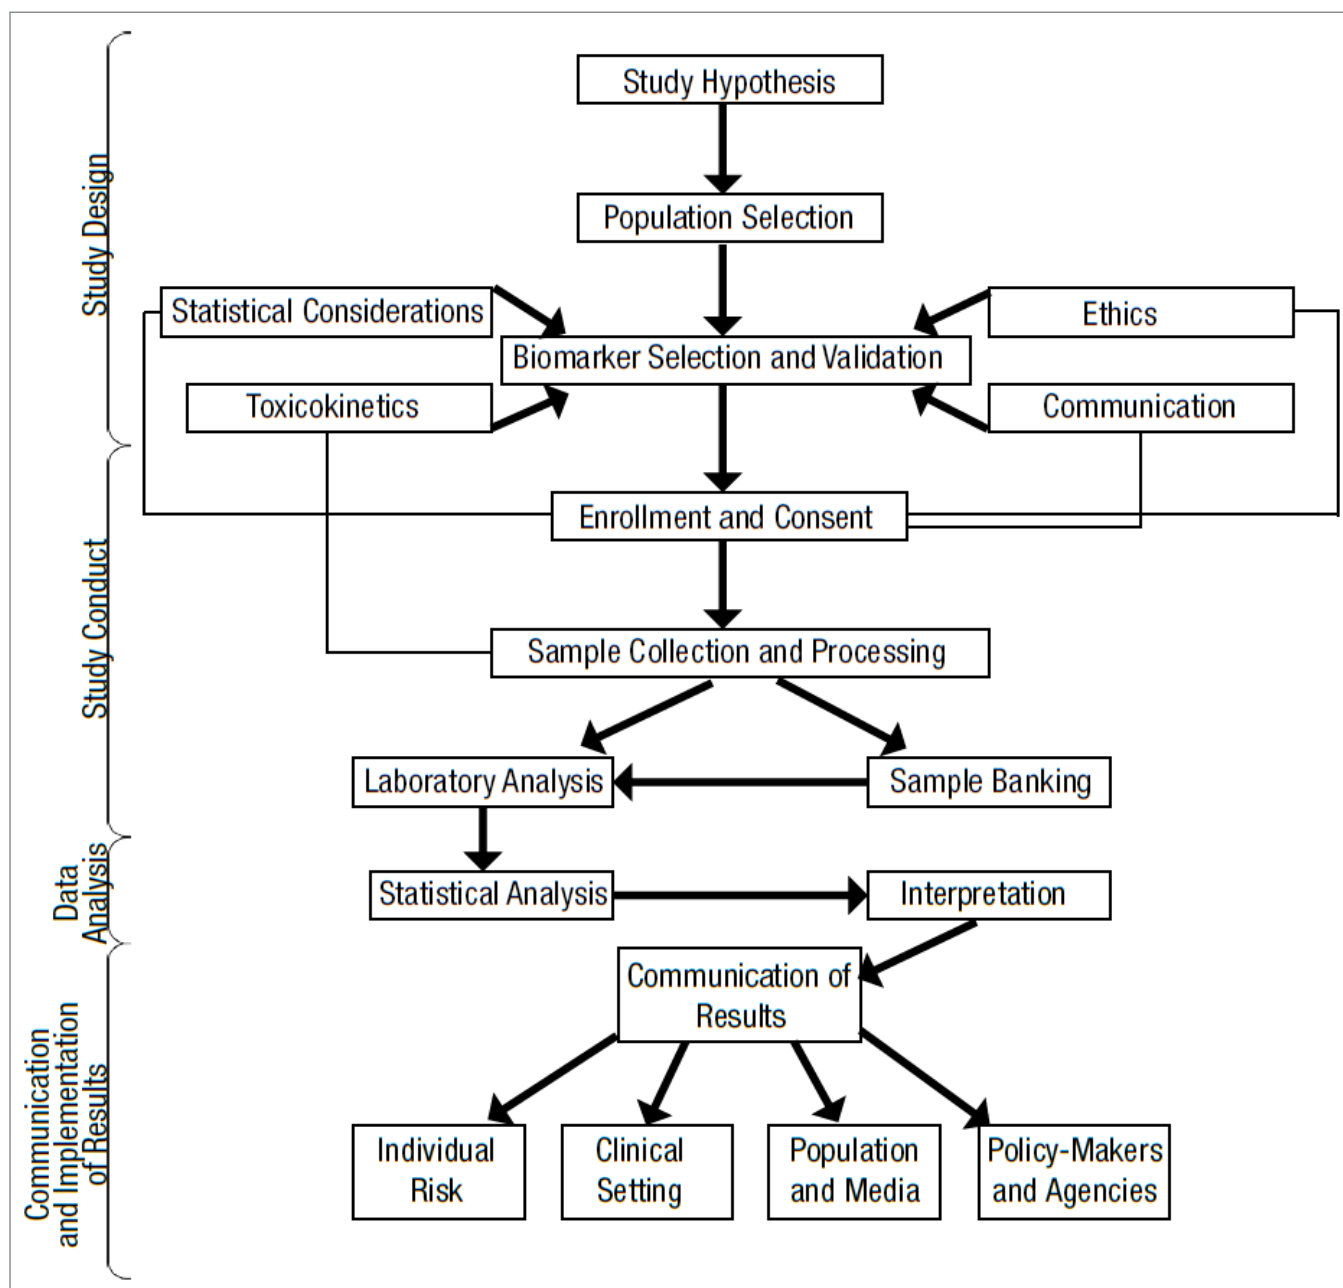 Study Design
Study Hypothesis
Population Selection
Statistical Considerations
Ethics
Biomarker Selection and Validation
Toxicokinetics
Communication
Study Conduct
Enrollment and Consent
Sample Collection and Processing
Laboratory Analysis
Sample Banking
Data
Analysis
Statistical Analysis
Interpretation
Communication
and Implementation
of Results
Communication of
Results
Individual
Risk
Clinical
Setting
Population
and Media
Policy-Makers
and Agencies